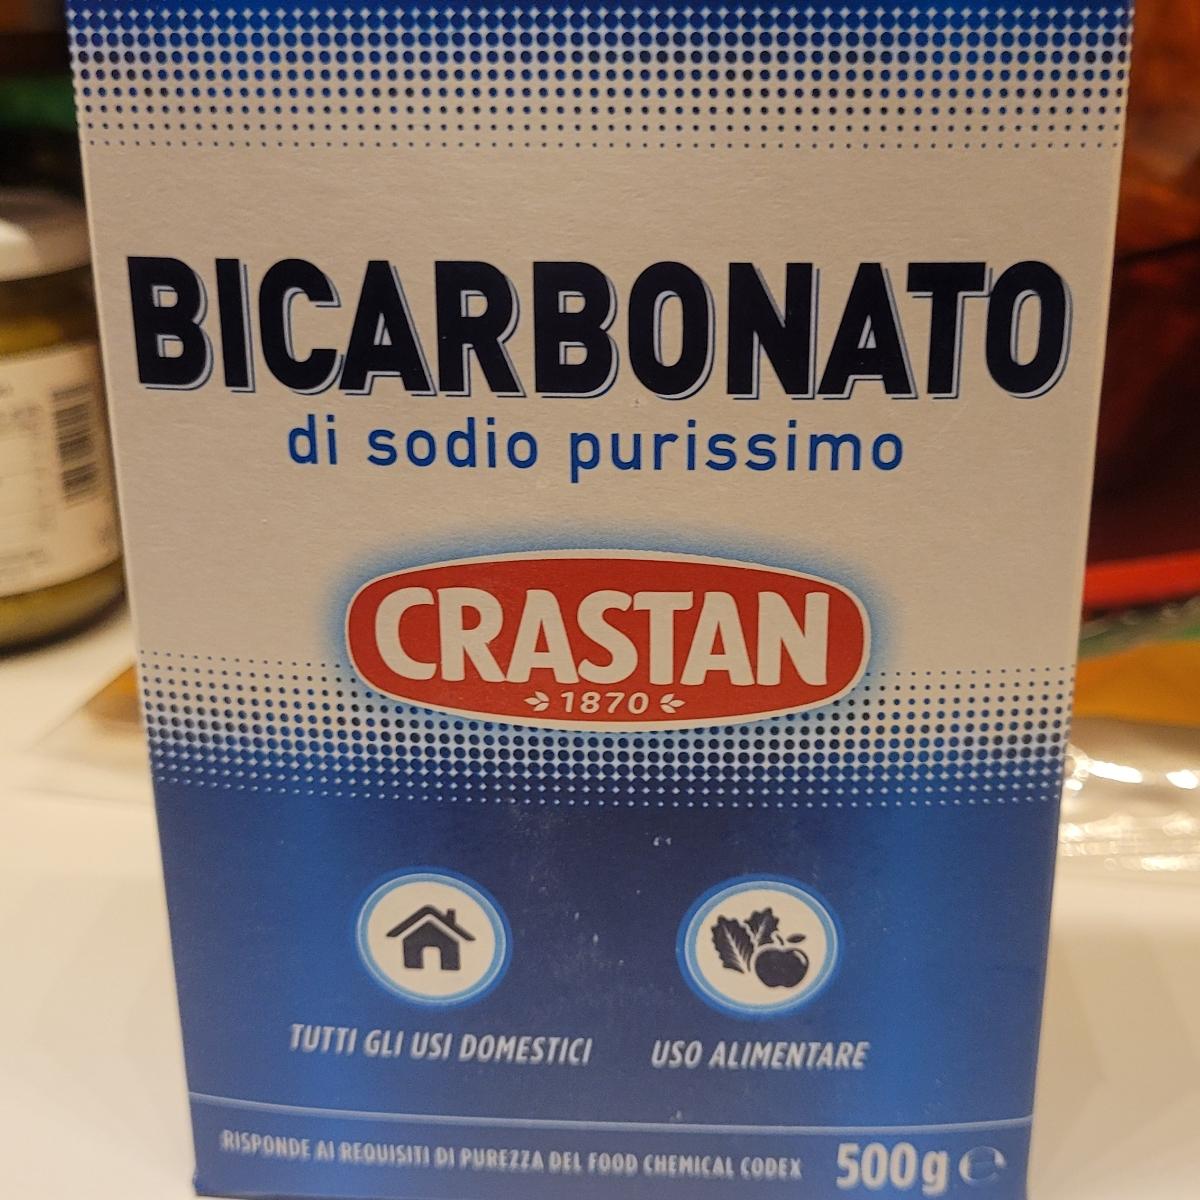 BICARBONATO
di sodio purissimo
CRASTAN
1870
TUTTI GLI USI DOMESTICI
USO ALIMENTARE
RISPONDE AI REQUISITI DI PUREZZA DEL FOOD CHEMICAL CODEX
500g ℮